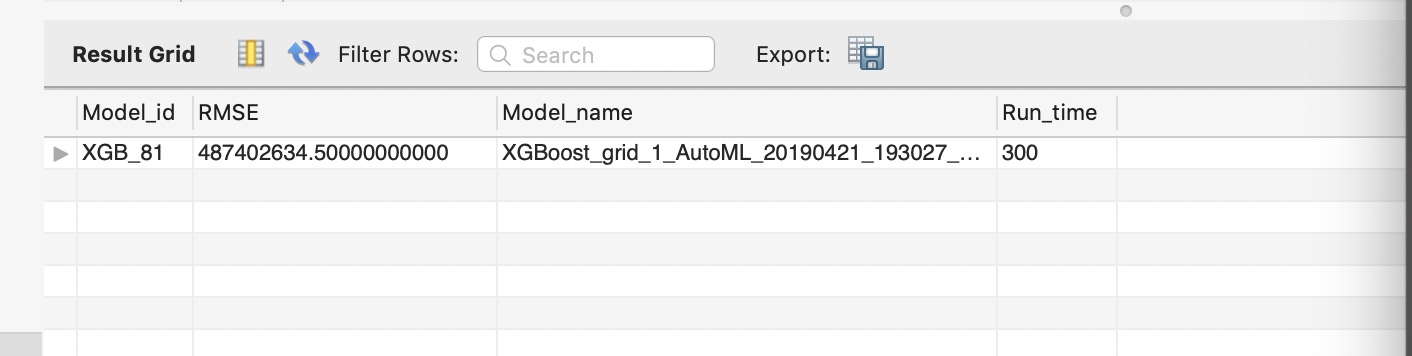 Result Grid Filter Rows: Search Export:
Model_id RMSE Model_name Run_time
XGB_81 487402634.50000000000 XGBoost_grid_1_AutoML_20190421_193027_... 300